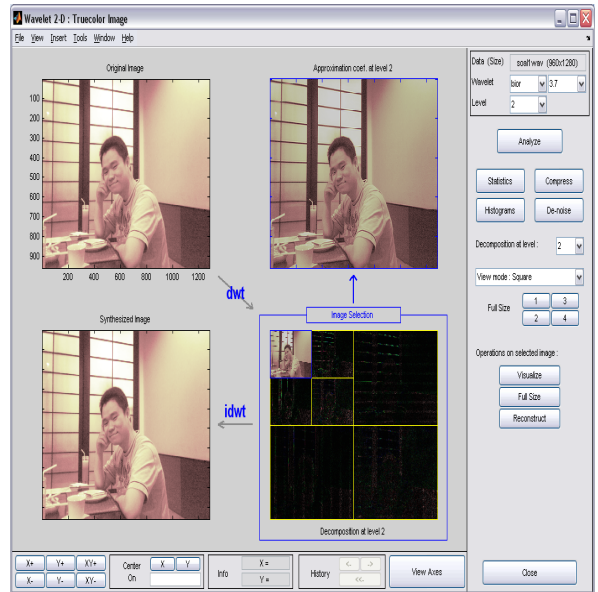 Wavelet 2-D : Truecolor Image
File View Insert Tools Window Help
Original Image
100
200
300
400
500
600
700
800
900
200 400 600 800 1000 1200
Approximation coef. at level 2
dwt
Synthesized Image
Image Selection
idwt
Decomposition at level 2
Data (Size) soal1wav (960x1280)
Wavelet bior 3.7
Level 2
Analyze
Statistics Compress
Histograms De-noise
Decomposition at level : 2
View mode : Square
Full Size 1 3
2 4
Operations on selected image :
Visualize
Full Size
Reconstruct
X+ Y+ XY+
X- Y- XY-
Center On X Y
Info X =
Y =
History <- ->
<<-
View Axes
Close